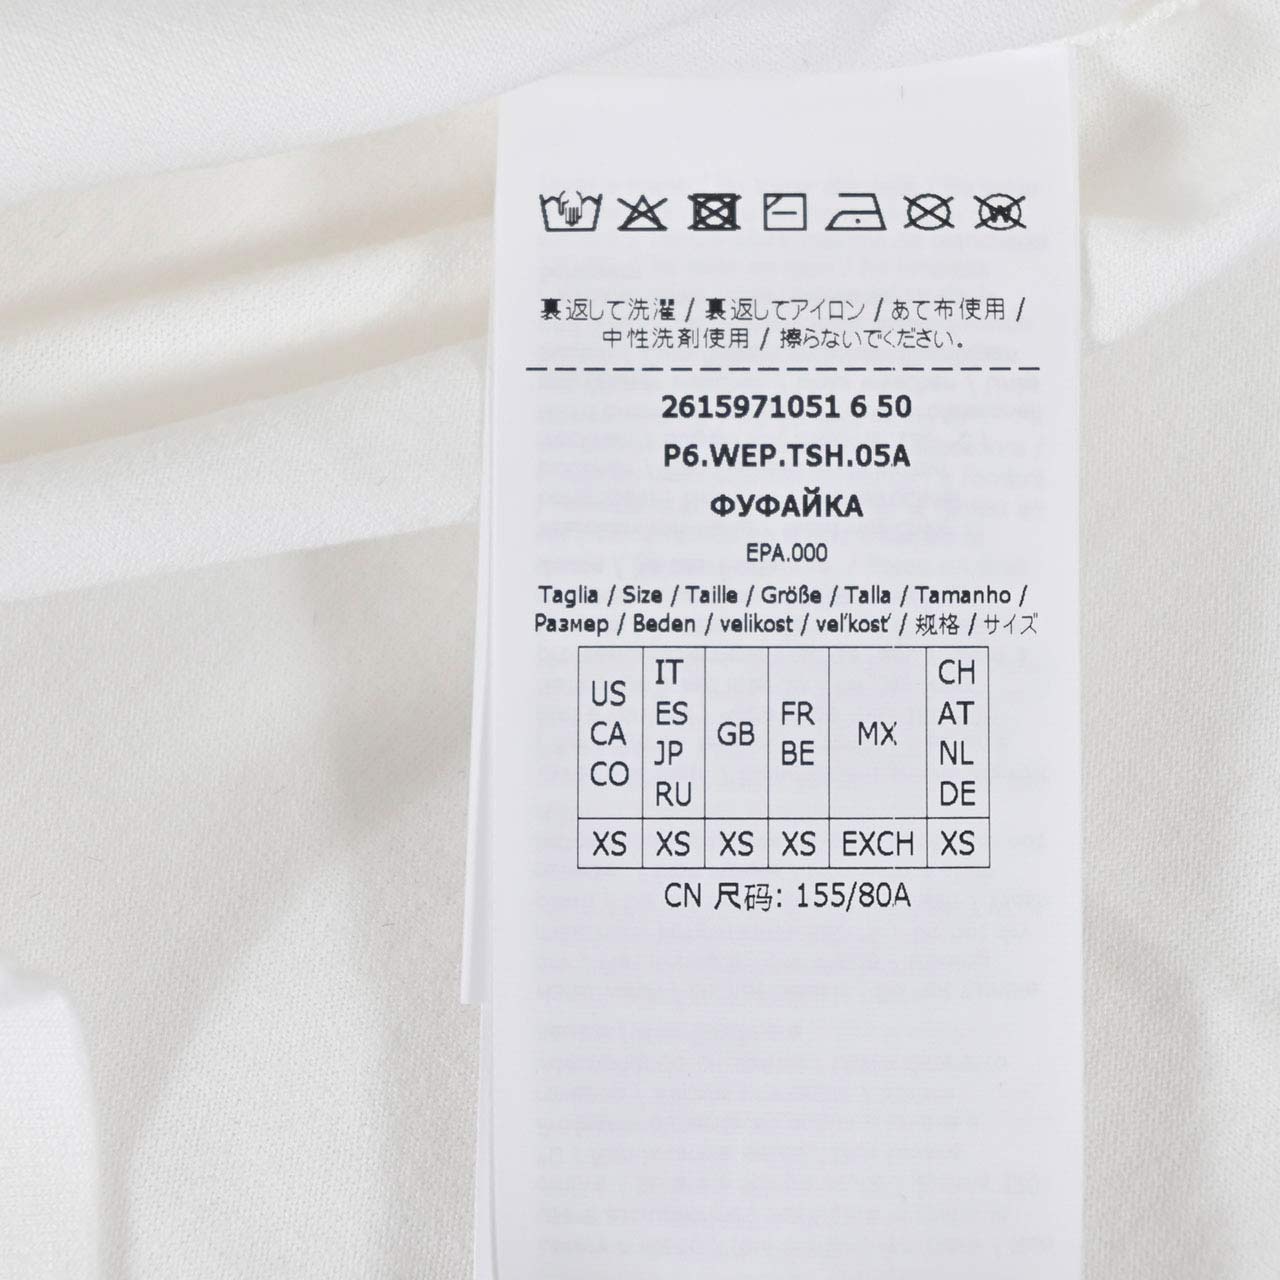 裏返して洗濯 / 裏返してアイロン / あて布使用 /
中性洗剤使用 / 擦らないでください。
2615971051 6 50
P6.WEP.TSH.05A
ФУФАЙКА
EPA.000
Taglia / Size / Taille / Größe / Talla / Tamanho /
Размер / Beden / velikost / veľkosť / 规格 / サイズ
US CA CO | IT ES JP RU | GB | FR BE | MX | CH AT NL DE
XS | XS | XS | XS | EXCH | XS
CN 尺码: 155/80A